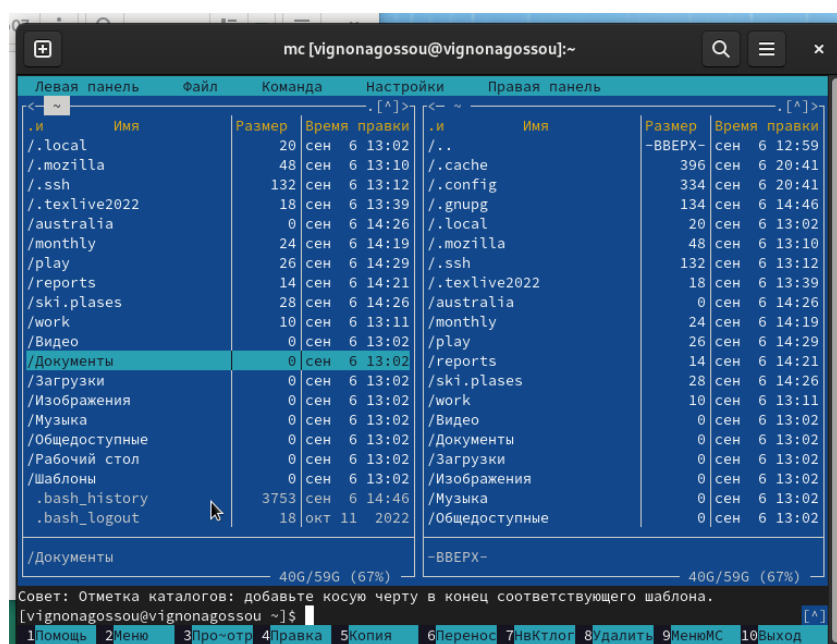 mc [vignonagossou@vignonagossou]:~
Левая панель Файл Команда Настройки Правая панель
<— ~ .[^]>
.и Имя Размер Время правки
/.local 20 сен 6 13:02
/.mozilla 48 сен 6 13:10
/.ssh 132 сен 6 13:12
/.texlive2022 18 сен 6 13:39
/australia 0 сен 6 14:26
/monthly 24 сен 6 14:19
/play 26 сен 6 14:29
/reports 14 сен 6 14:21
/ski.plases 28 сен 6 14:26
/work 10 сен 6 13:11
/Видео 0 сен 6 13:02
/Документы 0 сен 6 13:02
/Загрузки 0 сен 6 13:02
/Изображения 0 сен 6 13:02
/Музыка 0 сен 6 13:02
/Общедоступные 0 сен 6 13:02
/Рабочий стол 0 сен 6 13:02
/Шаблоны 0 сен 6 13:02
.bash_history 3753 сен 6 14:46
.bash_logout 18 окт 11 2022
/Документы
40G/59G (67%)
<— ~ .[^]>
.и Имя Размер Время правки
/.. -ВВЕРХ- сен 6 12:59
/.cache 396 сен 6 20:41
/.config 334 сен 6 20:41
/.gnupg 134 сен 6 14:46
/.local 20 сен 6 13:02
/.mozilla 48 сен 6 13:10
/.ssh 132 сен 6 13:12
/.texlive2022 18 сен 6 13:39
/australia 0 сен 6 14:26
/monthly 24 сен 6 14:19
/play 26 сен 6 14:29
/reports 14 сен 6 14:21
/ski.plases 28 сен 6 14:26
/work 10 сен 6 13:11
/Видео 0 сен 6 13:02
/Документы 0 сен 6 13:02
/Загрузки 0 сен 6 13:02
/Изображения 0 сен 6 13:02
/Музыка 0 сен 6 13:02
/Общедоступные 0 сен 6 13:02
-ВВЕРХ-
40G/59G (67%)
Совет: Отметка каталогов: добавьте косую черту в конец соответствующего шаблона.
[vignonagossou@vignonagossou ~]$ [^]
1Помощь 2Меню 3Про~отр 4Правка 5Копия 6Перенос 7НвКтлог 8Удалить 9МенюМС 10Выход